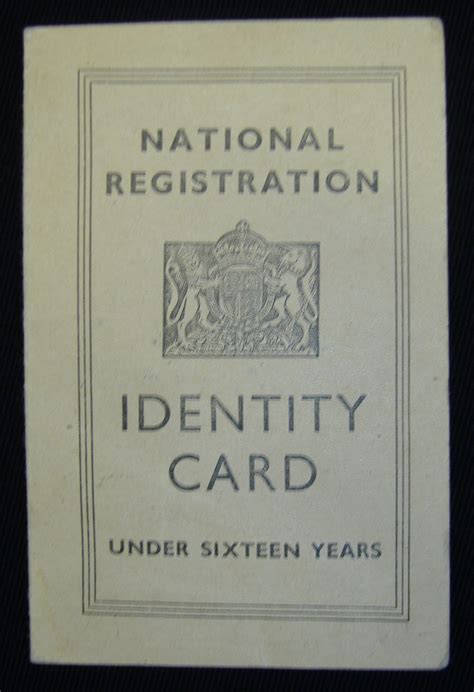 NATIONAL
REGISTRATION
IDENTITY
CARD
UNDER SIXTEEN YEARS